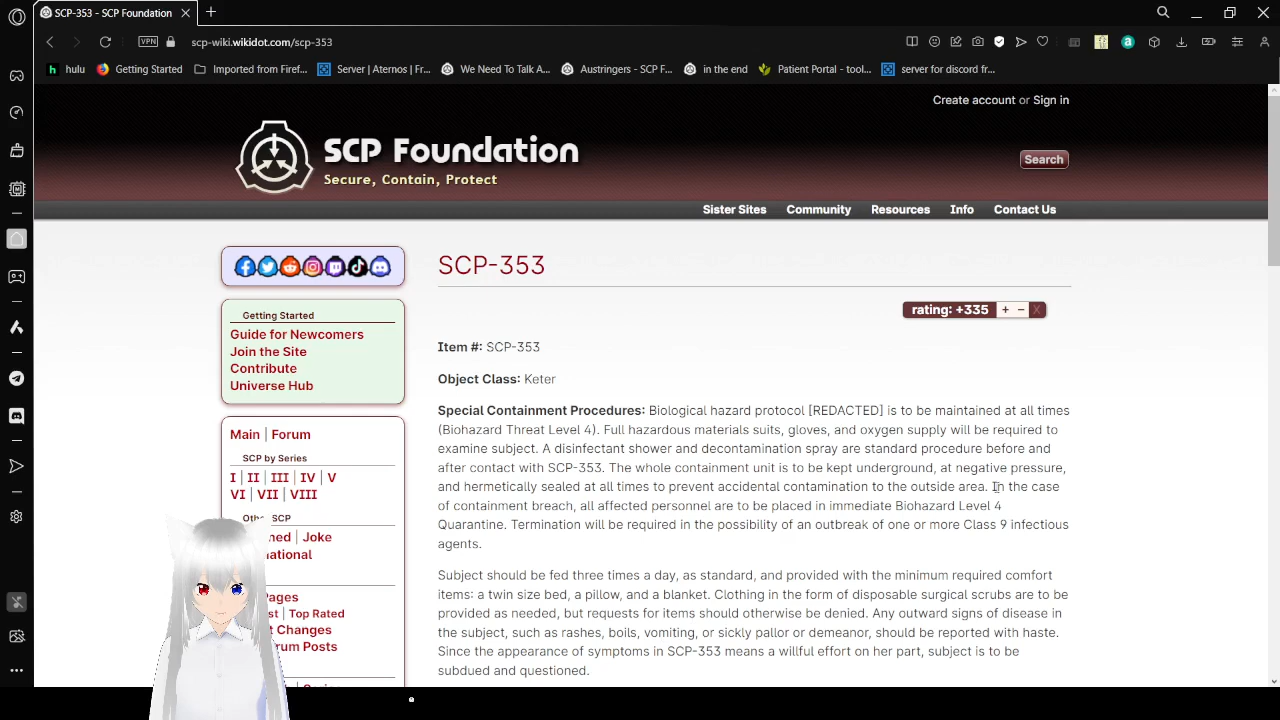 SCP-353 - SCP Foundation
VPN
scp-wiki.wikidot.com/scp-353
hulu
Getting Started
Imported from Firef...
Server | Aternos | Fr...
We Need To Talk A...
Austringers - SCP F...
in the end
Patient Portal - tool...
server for discord fr...
Create account or Sign in
SCP Foundation
Secure, Contain, Protect
Search
Sister Sites
Community
Resources
Info
Contact Us
Getting Started
Guide for Newcomers
Join the Site
Contribute
Universe Hub
Main | Forum
SCP by Series
I | II | III | IV | V
VI | VII | VIII
SCP
Joke
Pages
Top Rated
SCP-353
rating: +335 + − X
Item #: SCP-353
Object Class: Keter
Special Containment Procedures: Biological hazard protocol [REDACTED] is to be maintained at all times
(Biohazard Threat Level 4). Full hazardous materials suits, gloves, and oxygen supply will be required to
examine subject. A disinfectant shower and decontamination spray are standard procedure before and
after contact with SCP-353. The whole containment unit is to be kept underground, at negative pressure,
and hermetically sealed at all times to prevent accidental contamination to the outside area. In the case
of containment breach, all affected personnel are to be placed in immediate Biohazard Level 4
Quarantine. Termination will be required in the possibility of an outbreak of one or more Class 9 infectious
agents.
Subject should be fed three times a day, as standard, and provided with the minimum required comfort
items: a twin size bed, a pillow, and a blanket. Clothing in the form of disposable surgical scrubs are to be
provided as needed, but requests for items should otherwise be denied. Any outward signs of disease in
the subject, such as rashes, boils, vomiting, or sickly pallor or demeanor, should be reported with haste.
Since the appearance of symptoms in SCP-353 means a willful effort on her part, subject is to be
subdued and questioned.